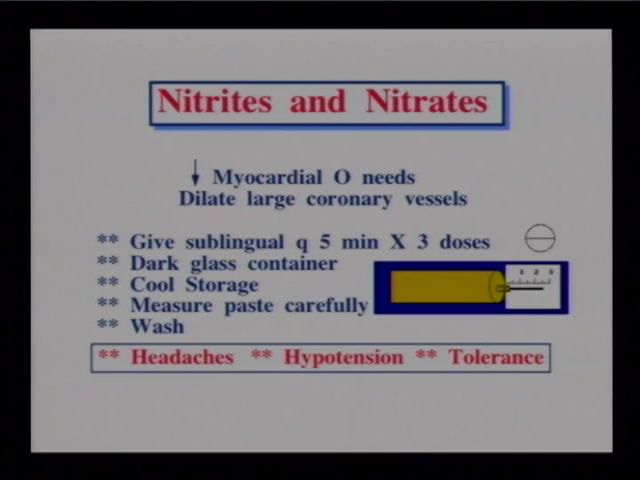 Nitrites and Nitrates
↓ Myocardial O needs
Dilate large coronary vessels
** Give sublingual q 5 min X 3 doses
** Dark glass container
** Cool Storage
** Measure paste carefully
** Wash
1 2 3
** Headaches ** Hypotension ** Tolerance